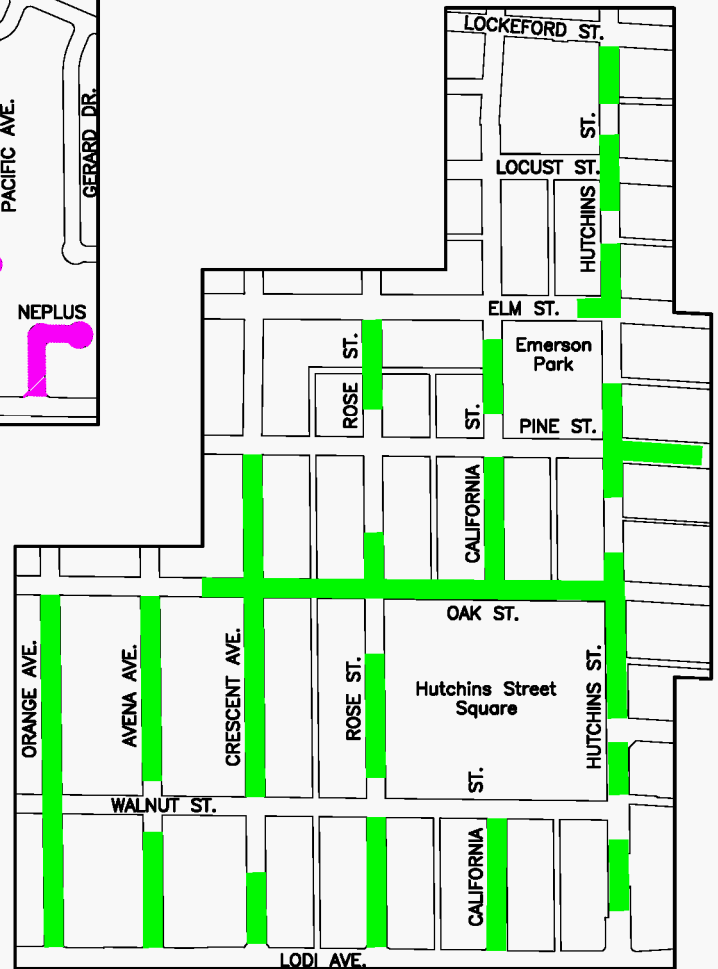 LOCKEFORD ST.
PACIFIC AVE.
GERARD DR.
ST.
LOCUST ST.
HUTCHINS
NEPLUS
ELM ST.
ROSE
ST.
Emerson
Park
ST.
PINE ST.
CALIFORNIA
OAK ST.
ORANGE AVE.
AVENA AVE.
CRESCENT AVE.
ROSE ST.
Hutchins Street
Square
HUTCHINS ST.
ST.
WALNUT ST.
CALIFORNIA
LODI AVE.